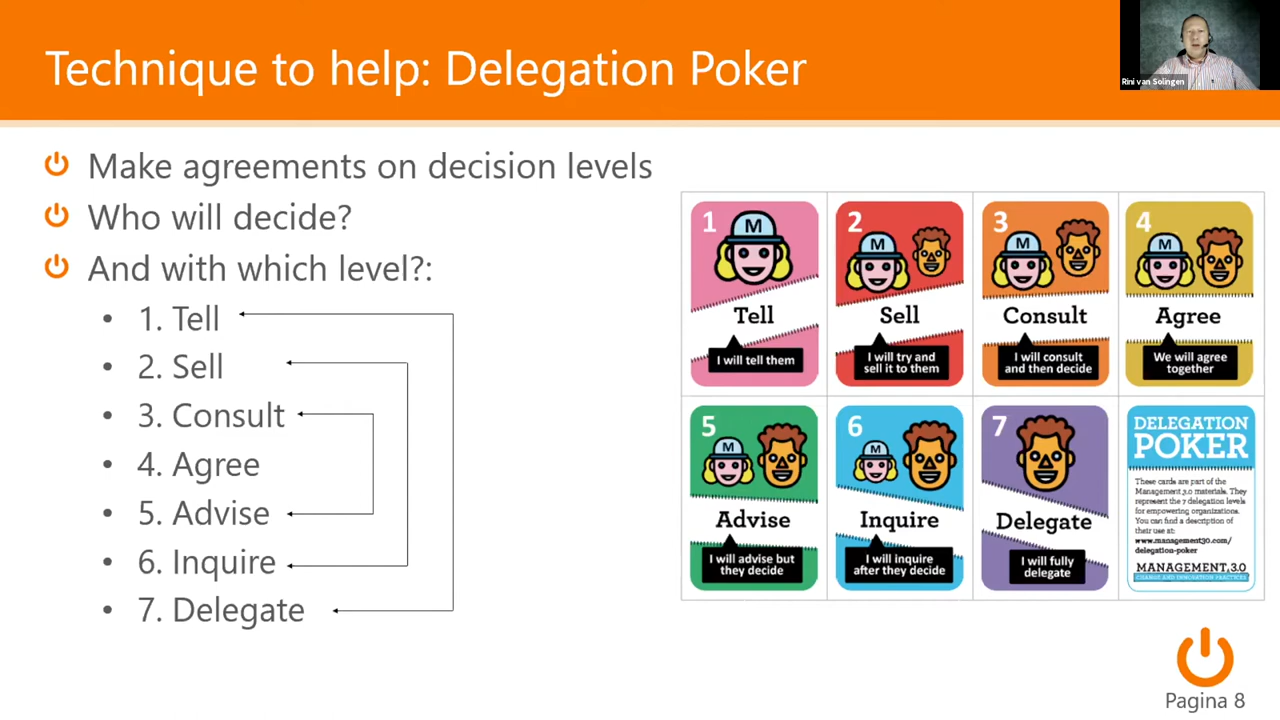 Technique to help: Delegation Poker
Rini van Solingen
Make agreements on decision levels
Who will decide?
And with which level?:
• 1. Tell
• 2. Sell
• 3. Consult
• 4. Agree
• 5. Advise
• 6. Inquire
• 7. Delegate
1
M
Tell
I will tell them
2
M
Sell
I will try and
sell it to them
3
M
Consult
I will consult
and then decide
4
M
Agree
We will agree
together
5
M
Advise
I will advise but
they decide
6
M
Inquire
I will inquire
after they decide
7
Delegate
I will fully
delegate
DELEGATION
POKER
These cards are part of the
Management 3.0 materials. They
represent the 7 delegation levels
for empowering organizations.
You can find a description of
their use at:
www.management30.com/
delegation-poker
MANAGEMENT 3.0
CHANGE AND INNOVATION PRACTICES
Pagina 8